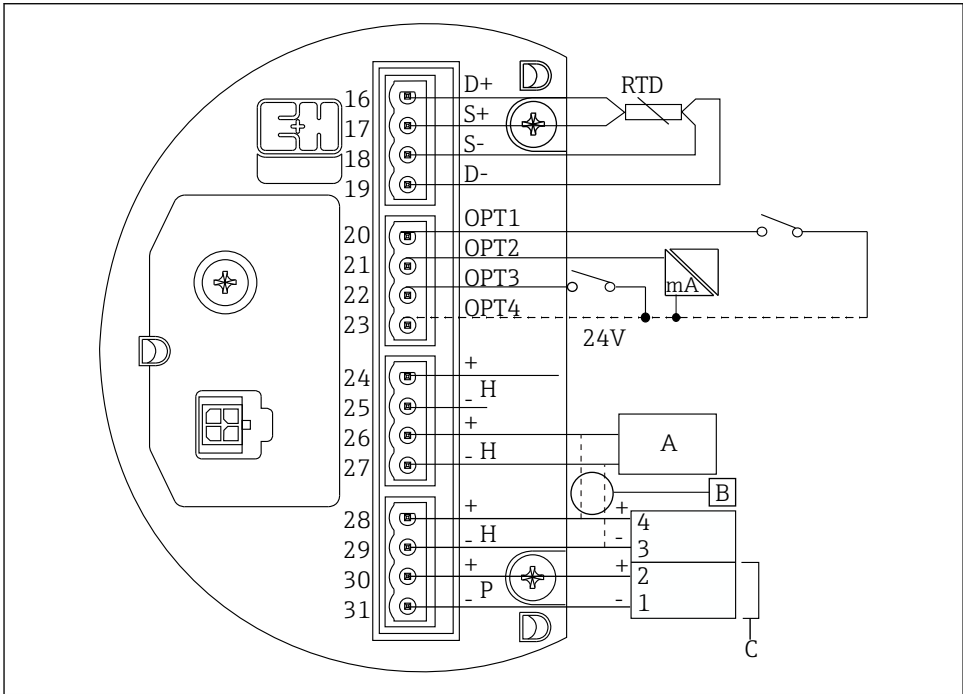 16 D+ RTD
17 S+
18 S-
19 D-
20 OPT1
21 OPT2
22 OPT3 mA
23 OPT4
24V
24 +
H
25 -
26 + A
27 - H
B
28 + + 4
29 - H - 3
30 + + 2
P
31 - - 1
C